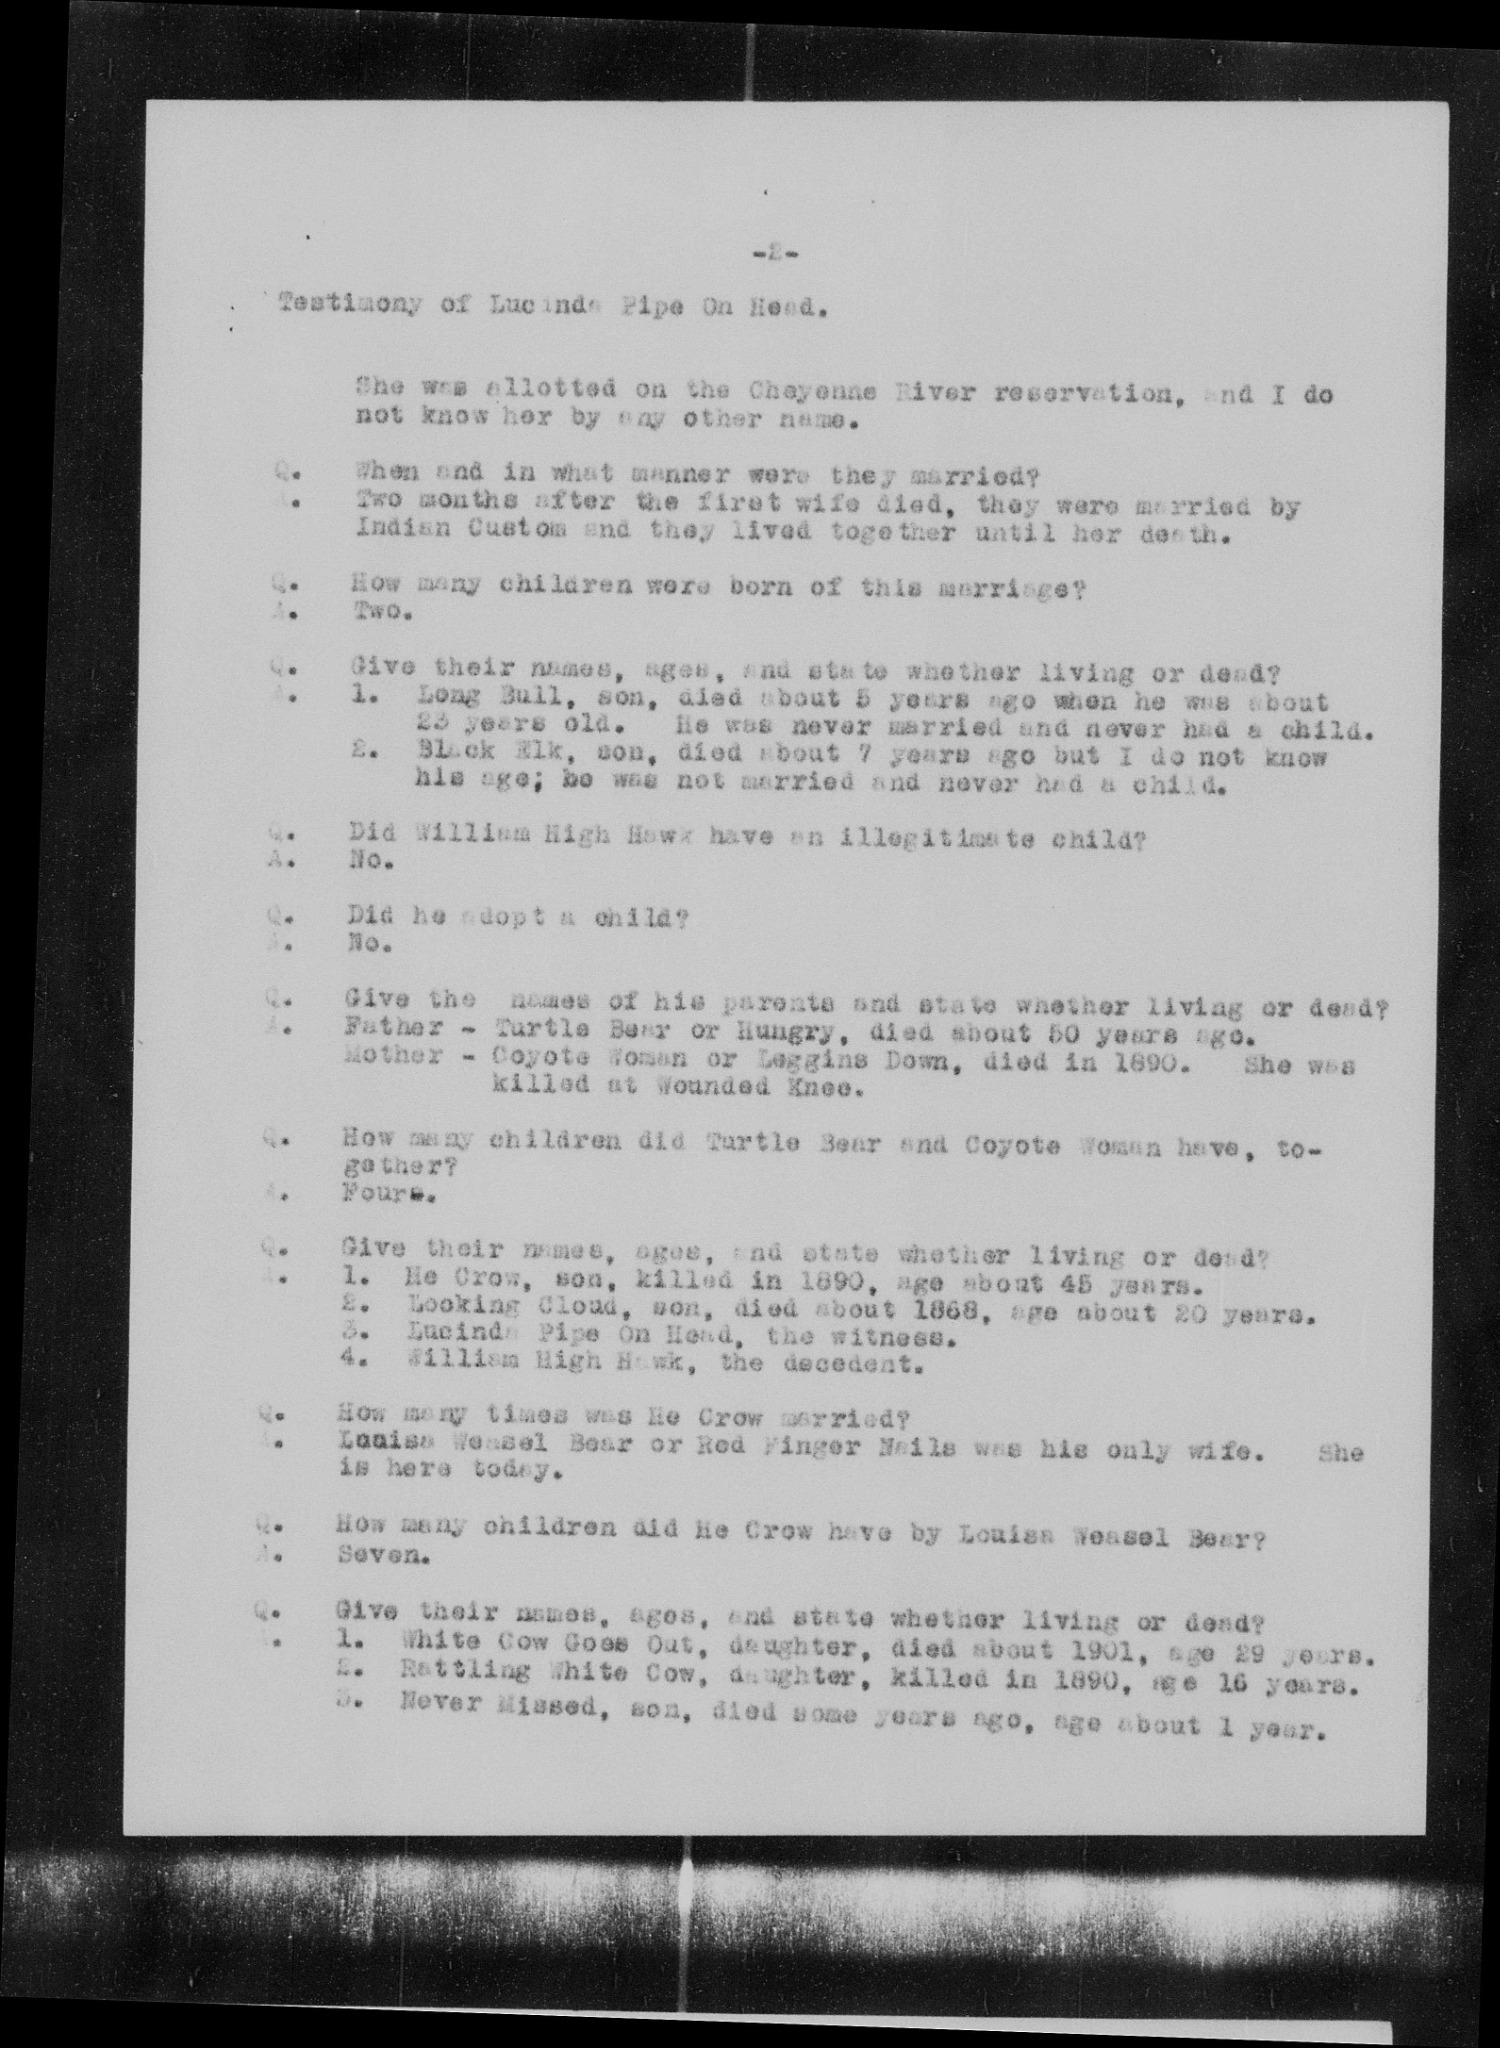 -2-
Testimony of Lucinda Pipe On Head.
She was allotted on the Cheyenne River reservation, and I do
not know her by any other name.
Q. When and in what manner were they married?
A. Two months after the first wife died, they were married by
Indian Custom and they lived together until her death.
Q. How many children were born of this marriage?
A. Two.
Q. Give their names, ages, and state whether living or dead?
A. 1. Long Bull, son, died about 5 years ago when he was about
23 years old. He was never married and never had a child.
2. Black Elk, son, died about 7 years ago but I do not know
his age; he was not married and never had a child.
Q. Did William High Hawk have an illegitimate child?
A. No.
Q. Did he adopt a child?
A. No.
Q. Give the names of his parents and state whether living or dead?
A. Father - Turtle Bear or Hungry, died about 50 years ago.
Mother - Coyote Woman or Leggins Down, died in 1890. She was
killed at Wounded Knee.
Q. How many children did Turtle Bear and Coyote Woman have, to-
gether?
A. Fours.
Q. Give their names, ages, and state whether living or dead?
A. 1. He Crow, son, killed in 1890, age about 45 years.
2. Looking Cloud, son, died about 1868, age about 20 years.
3. Lucinda Pipe On Head, the witness.
4. William High Hawk, the decedent.
Q. How many times was He Crow married?
A. Louisa Weasel Bear or Red Finger Nails was his only wife. She
is here today.
Q. How many children did He Crow have by Louisa Weasel Bear?
A. Seven.
Q. Give their names, ages, and state whether living or dead?
A. 1. White Cow Goes Out, daughter, died about 1901, age 29 years.
2. Rattling White Cow, daughter, killed in 1890, age 16 years.
3. Never Missed, son, died some years ago, age about 1 year.